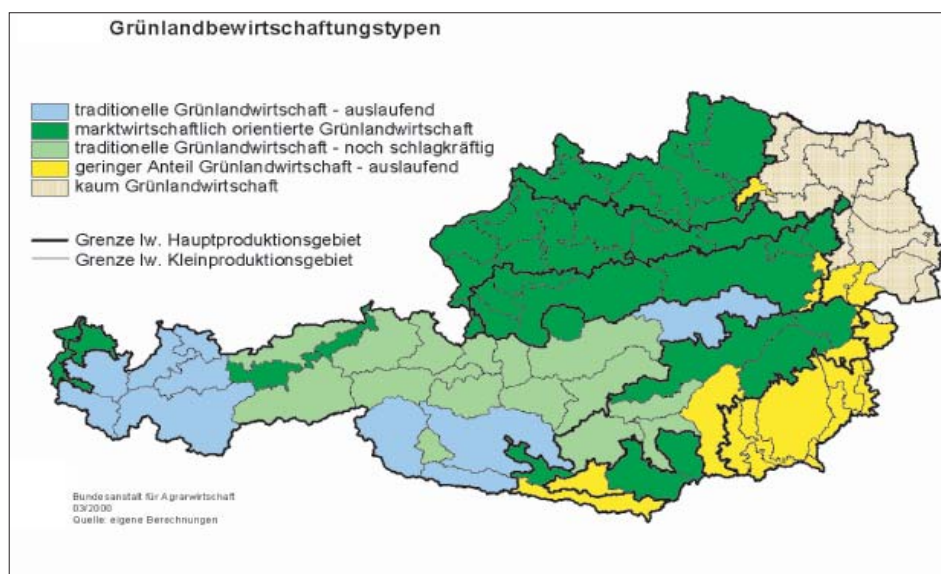 Grünlandbewirtschaftungstypen
traditionelle Grünlandwirtschaft - auslaufend
marktwirtschaftlich orientierte Grünlandwirtschaft
traditionelle Grünlandwirtschaft - noch schlagkräftig
geringer Anteil Grünlandwirtschaft - auslaufend
kaum Grünlandwirtschaft
Grenze lw. Hauptproduktionsgebiet
Grenze lw. Kleinproduktionsgebiet
Bundesanstalt für Agrarwirtschaft
03/2000
Quelle: eigene Berechnungen